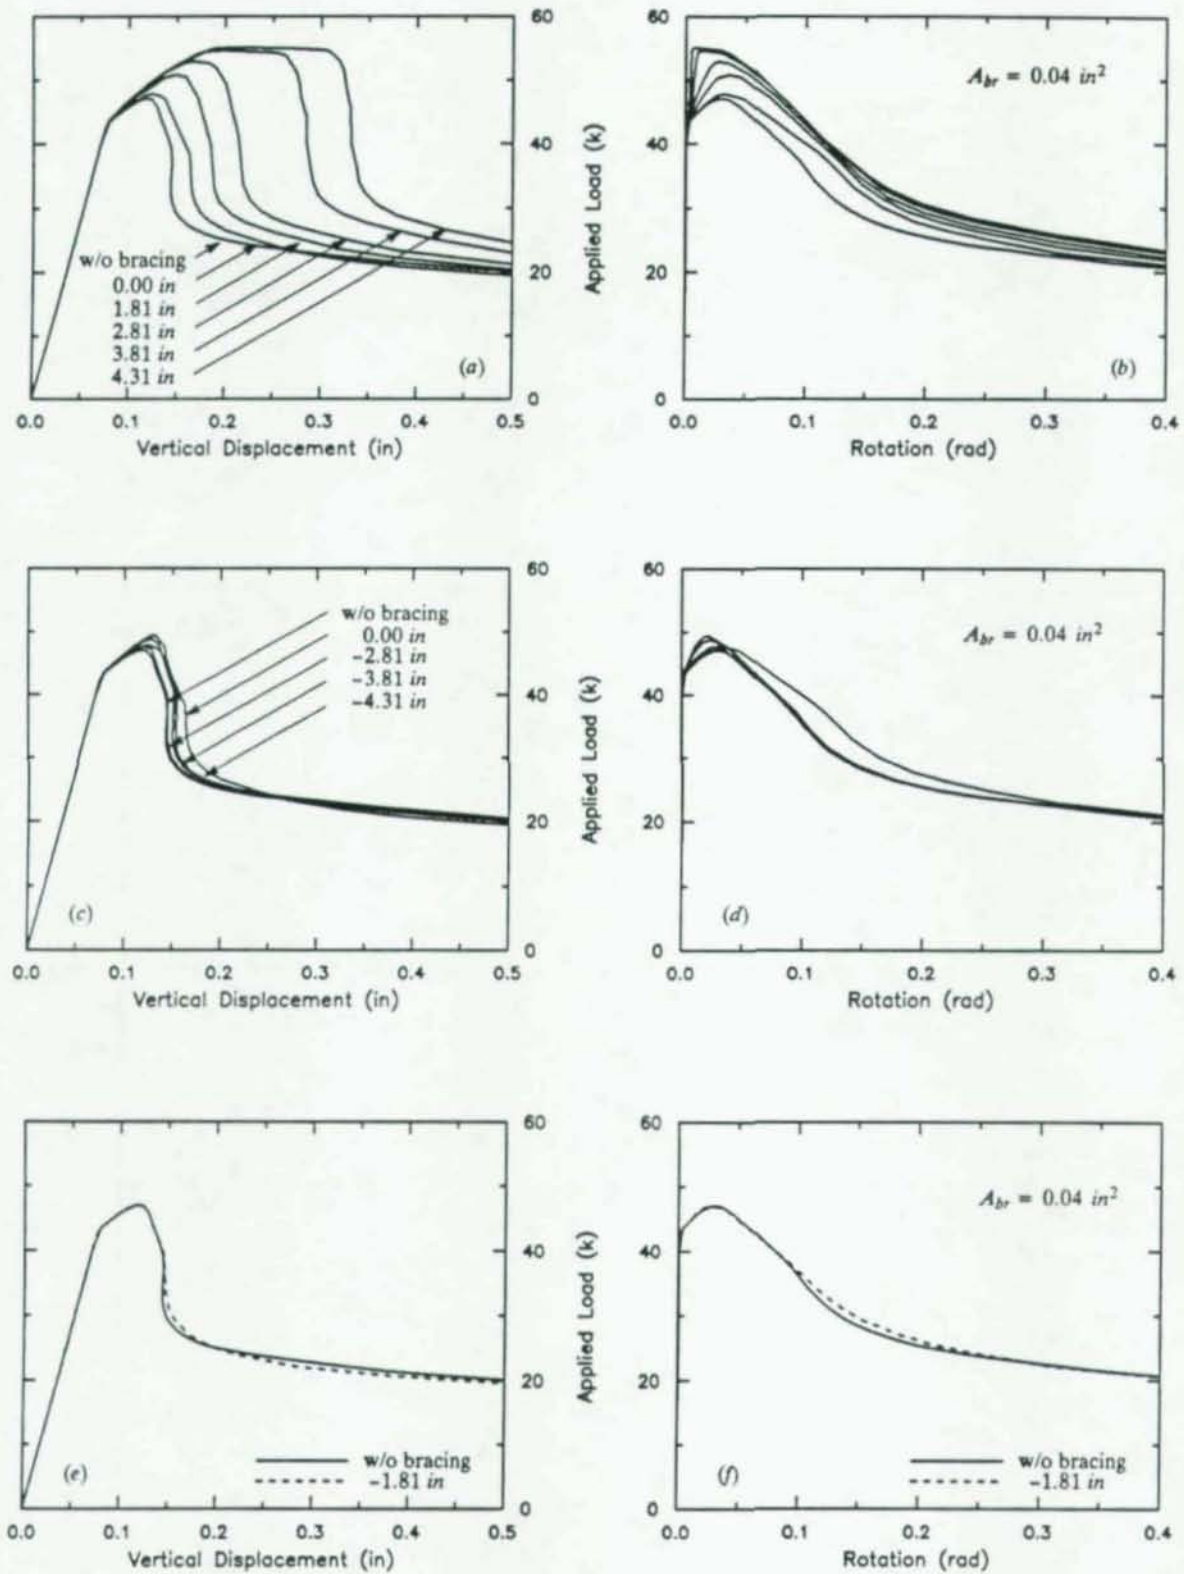 60
40
20
0
Applied Load (k)
w/o bracing
0.00 in
1.81 in
2.81 in
3.81 in
4.31 in
(a)
0.0 0.1 0.2 0.3 0.4 0.5
Vertical Displacement (in)
60
40
20
0
A_br = 0.04 in²
(b)
0.0 0.1 0.2 0.3 0.4
Rotation (rad)
60
40
20
0
Applied Load (k)
w/o bracing
0.00 in
-2.81 in
-3.81 in
-4.31 in
(c)
0.0 0.1 0.2 0.3 0.4 0.5
Vertical Displacement (in)
60
40
20
0
A_br = 0.04 in²
(d)
0.0 0.1 0.2 0.3 0.4
Rotation (rad)
60
40
20
0
Applied Load (k)
(e)
w/o bracing
-1.81 in
0.0 0.1 0.2 0.3 0.4 0.5
Vertical Displacement (in)
60
40
20
0
A_br = 0.04 in²
(f)
w/o bracing
-1.81 in
0.0 0.1 0.2 0.3 0.4
Rotation (rad)